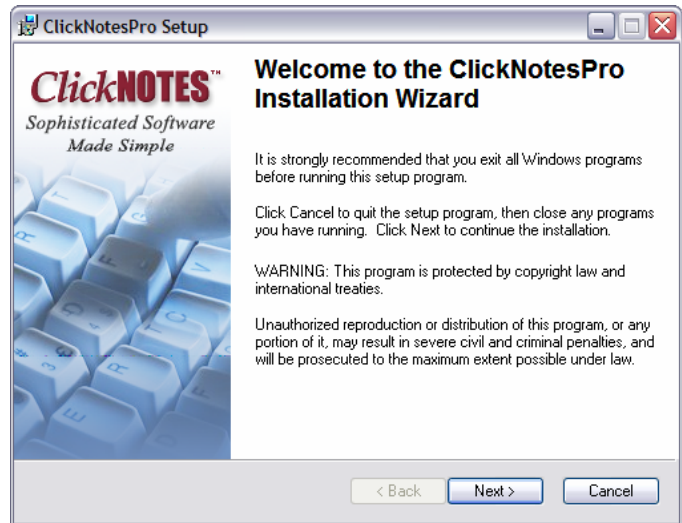 ClickNotesPro Setup
ClickNOTES™
Sophisticated Software
Made Simple
Welcome to the ClickNotesPro
Installation Wizard
It is strongly recommended that you exit all Windows programs
before running this setup program.
Click Cancel to quit the setup program, then close any programs
you have running.  Click Next to continue the installation.
WARNING: This program is protected by copyright law and
international treaties.
Unauthorized reproduction or distribution of this program, or any
portion of it, may result in severe civil and criminal penalties, and
will be prosecuted to the maximum extent possible under law.
< Back
Next >
Cancel